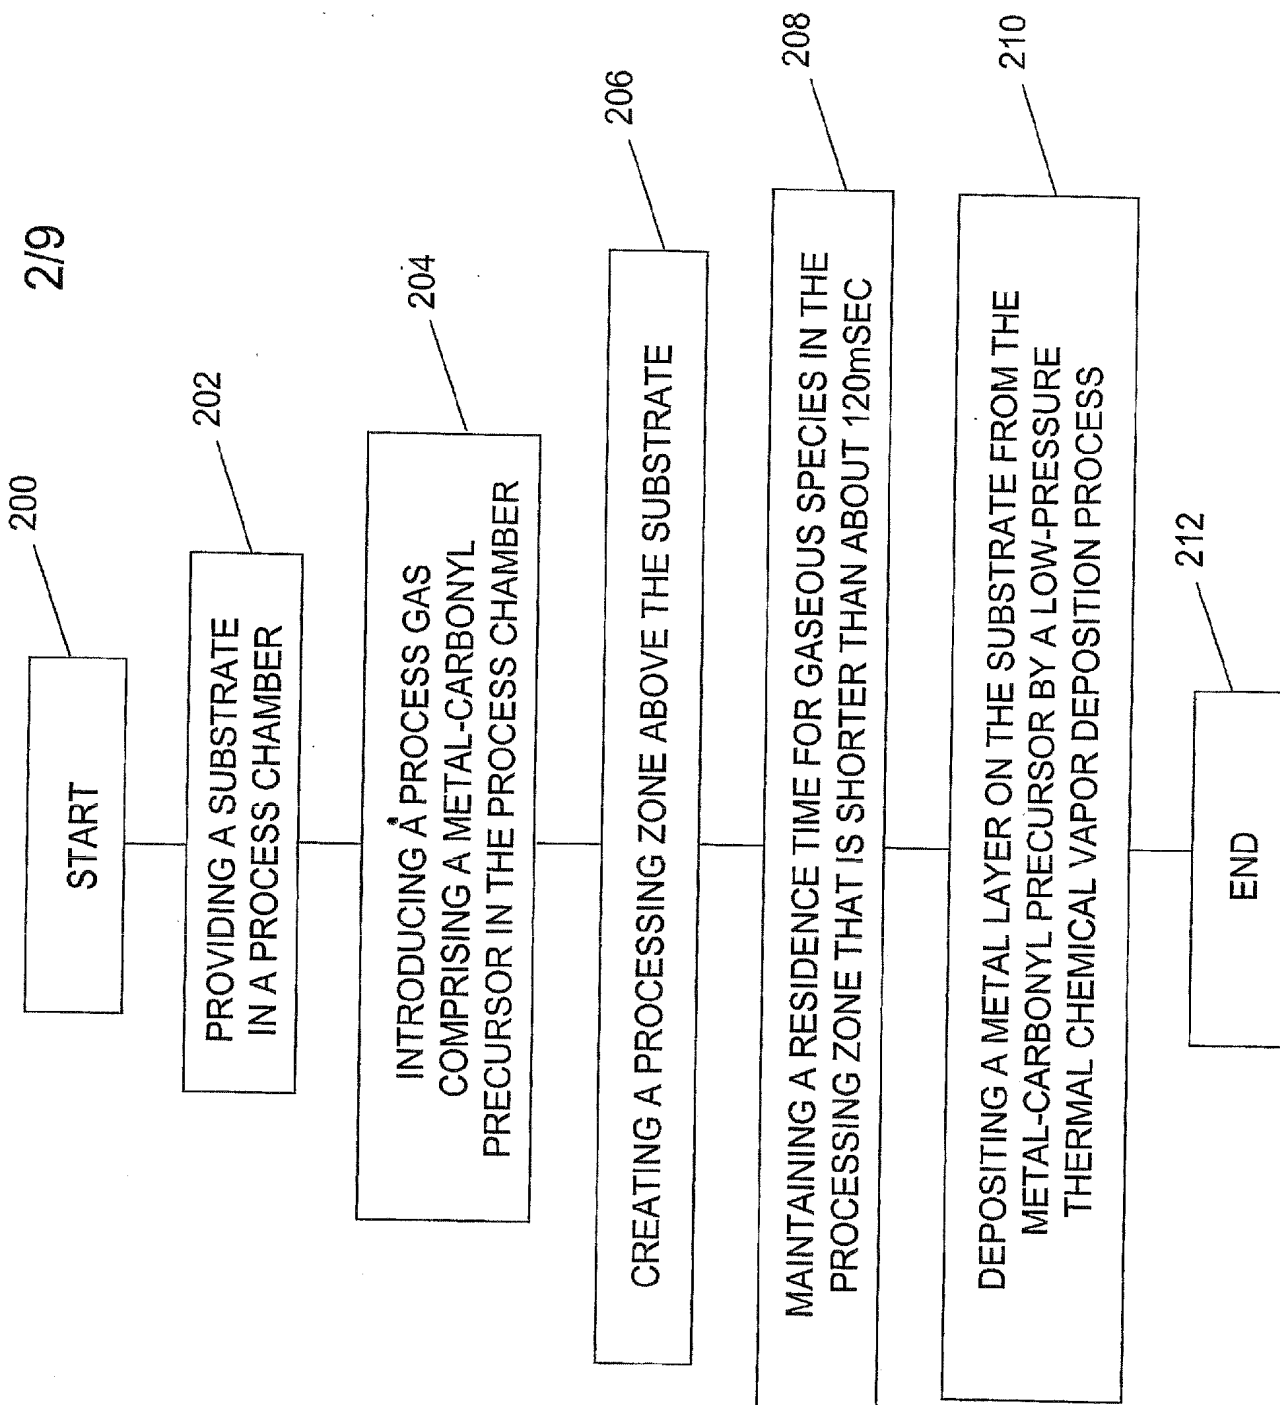 2/9
200
START
202
PROVIDING A SUBSTRATE
IN A PROCESS CHAMBER
204
INTRODUCING A PROCESS GAS
COMPRISING A METAL-CARBONYL
PRECURSOR IN THE PROCESS CHAMBER
206
CREATING A PROCESSING ZONE ABOVE THE SUBSTRATE
208
MAINTAINING A RESIDENCE TIME FOR GASEOUS SPECIES IN THE
PROCESSING ZONE THAT IS SHORTER THAN ABOUT 120mSEC
210
DEPOSITING A METAL LAYER ON THE SUBSTRATE FROM THE
METAL-CARBONYL PRECURSOR BY A LOW-PRESSURE
THERMAL CHEMICAL VAPOR DEPOSITION PROCESS
212
END